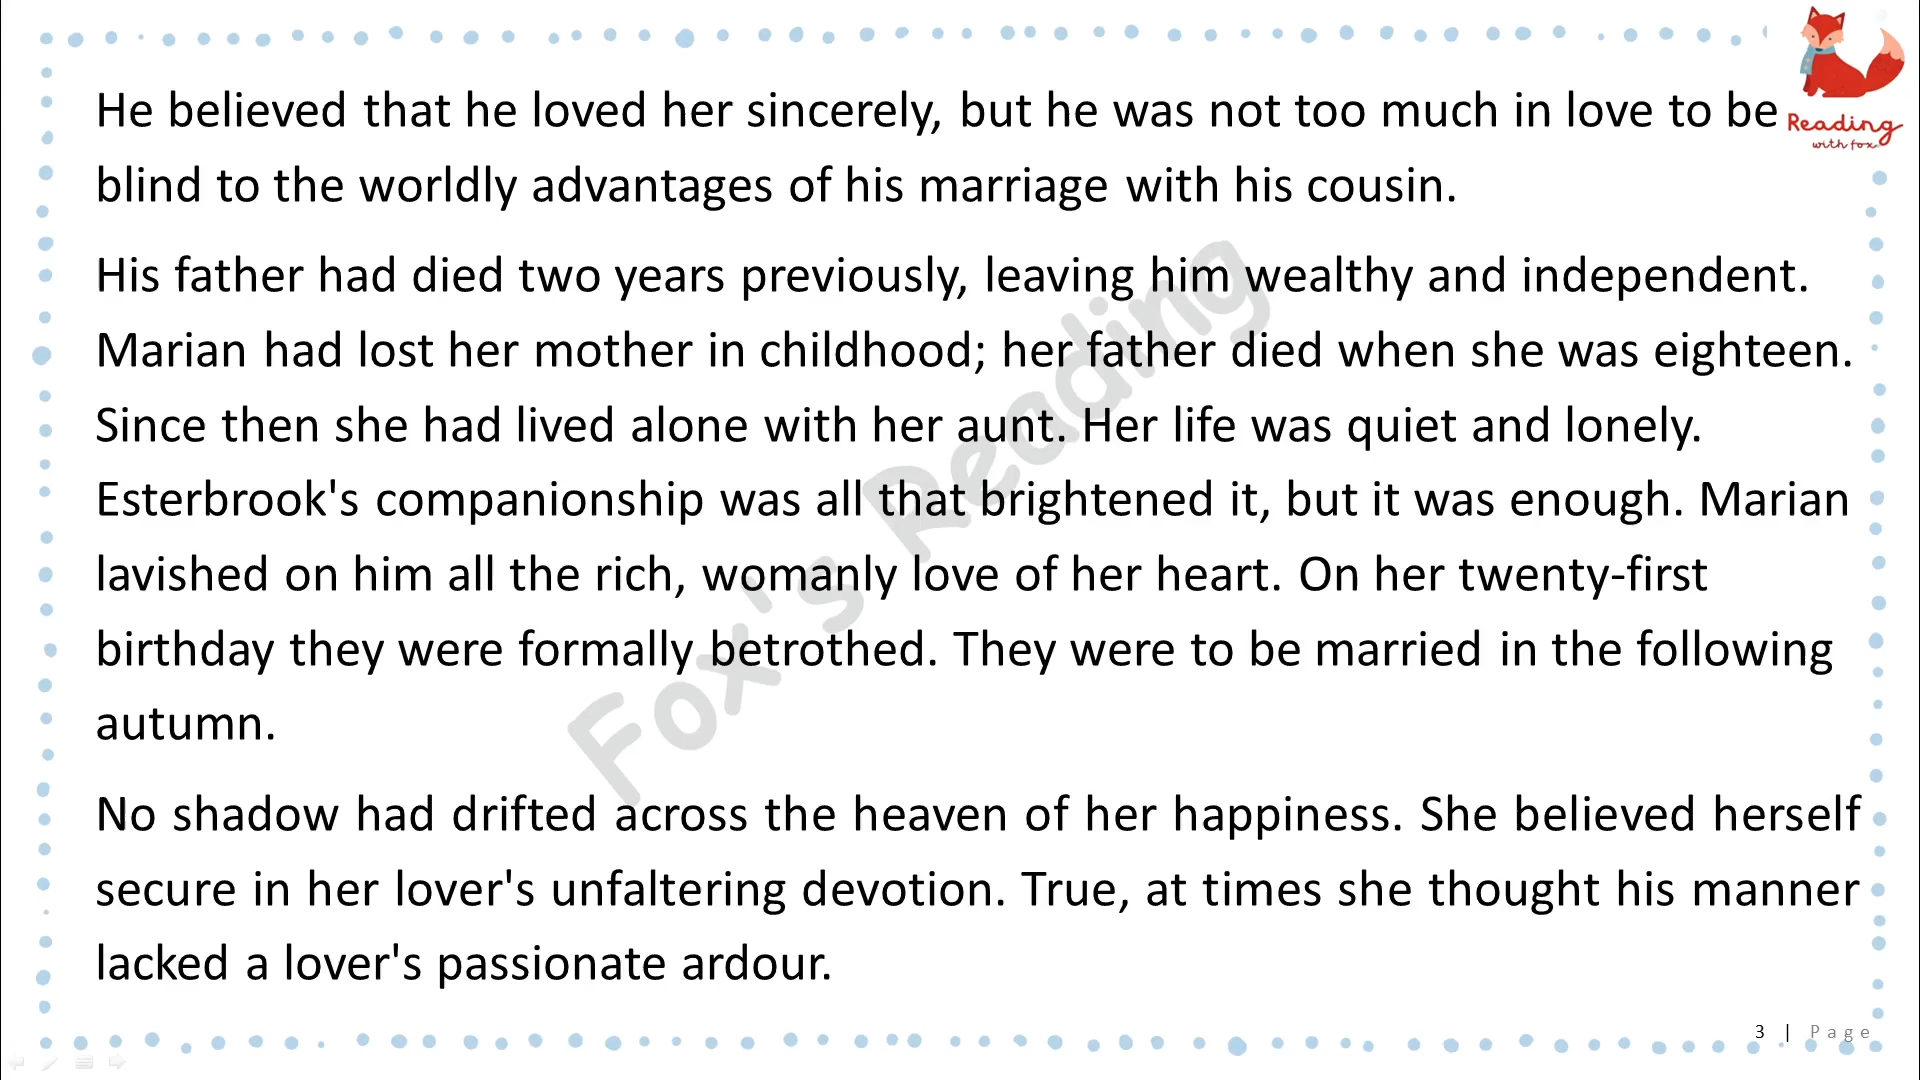 He believed that he loved her sincerely, but he was not too much in love to be
blind to the worldly advantages of his marriage with his cousin.
His father had died two years previously, leaving him wealthy and independent.
Marian had lost her mother in childhood; her father died when she was eighteen.
Since then she had lived alone with her aunt. Her life was quiet and lonely.
Esterbrook's companionship was all that brightened it, but it was enough. Marian
lavished on him all the rich, womanly love of her heart. On her twenty-first
birthday they were formally betrothed. They were to be married in the following
autumn.
No shadow had drifted across the heaven of her happiness. She believed herself
secure in her lover's unfaltering devotion. True, at times she thought his manner
lacked a lover's passionate ardour.
Reading
with fox
Fox's Reading
3 | Page